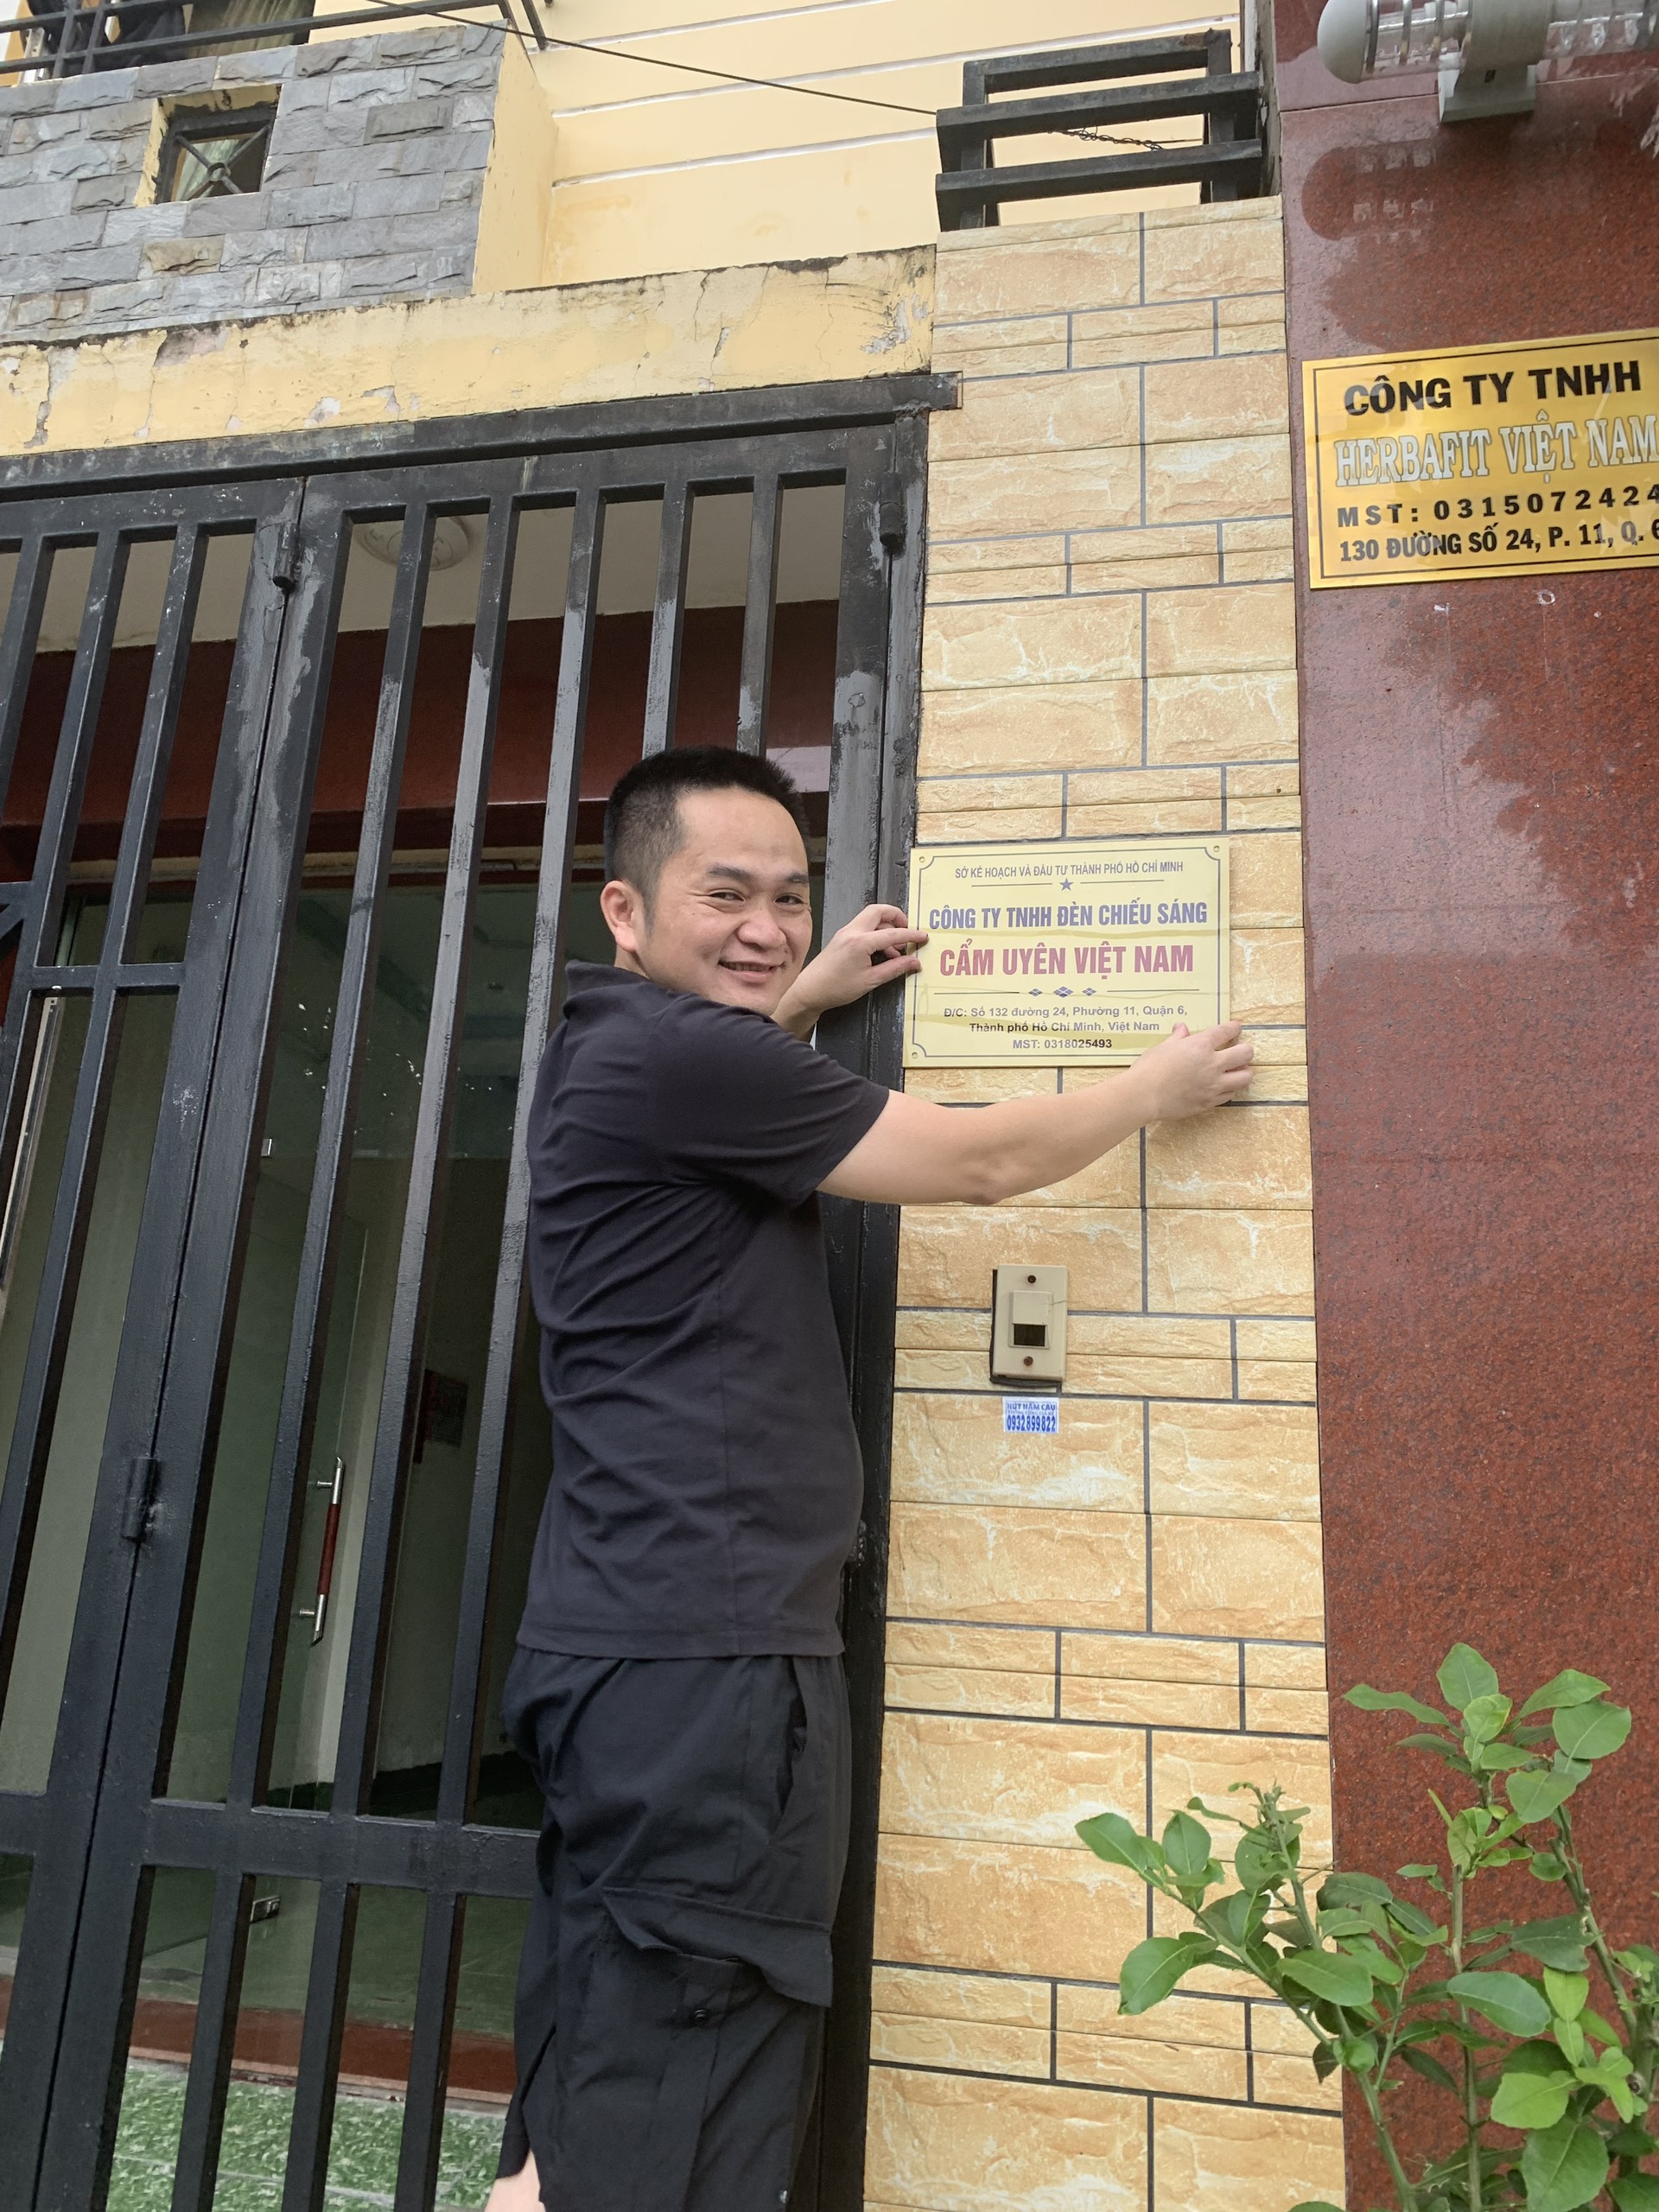 SỞ KẾ HOẠCH VÀ ĐẦU TƯ THÀNH PHỐ HỒ CHÍ MINH
CÔNG TY TNHH ĐÈN CHIẾU SÁNG
CẨM UYÊN VIỆT NAM
Đ/C: Số 132 đường 24, Phường 11, Quận 6,
Thành phố Hồ Chí Minh, Việt Nam
MST: 0318025493
CÔNG TY TNHH
HERBAFIT VIỆT NAM
MST: 0315072424
130 ĐƯỜNG SỐ 24, P. 11, Q. 6
0932899822